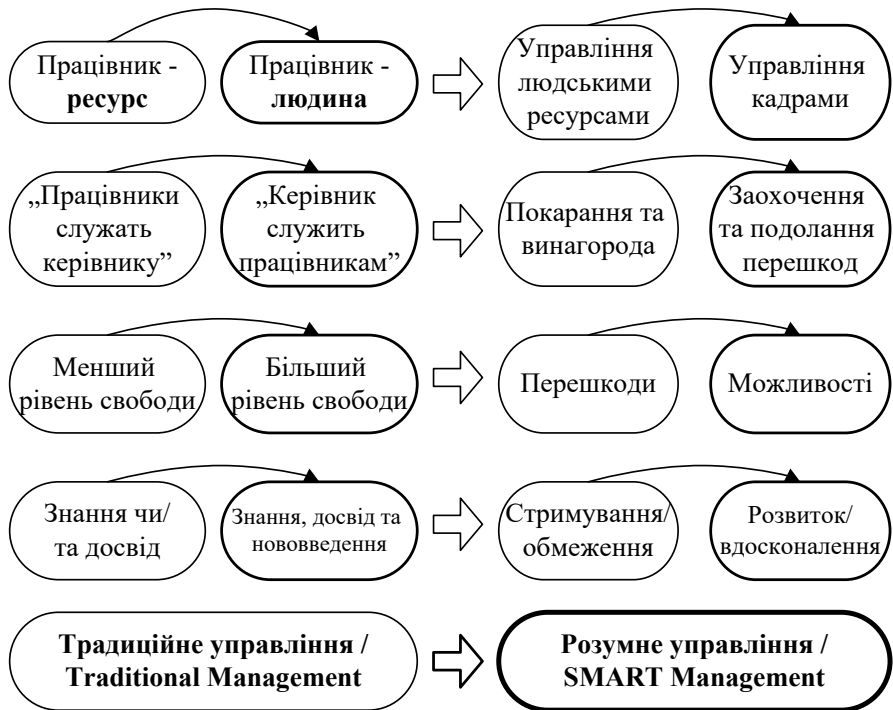 Працівник -
ресурс
Працівник -
людина
Управління
людськими
ресурсами
Управління
кадрами
„Працівники
служать
керівнику”
„Керівник
служить
працівникам”
Покарання та
винагорода
Заохочення
та подолання
перешкод
Менший
рівень свободи
Більший
рівень свободи
Перешкоди
Можливості
Знання чи/
та досвід
Знання, досвід та
нововведення
Стримування/
обмеження
Розвиток/
вдосконалення
Традиційне управління /
Traditional Management
Розумне управління /
SMART Management